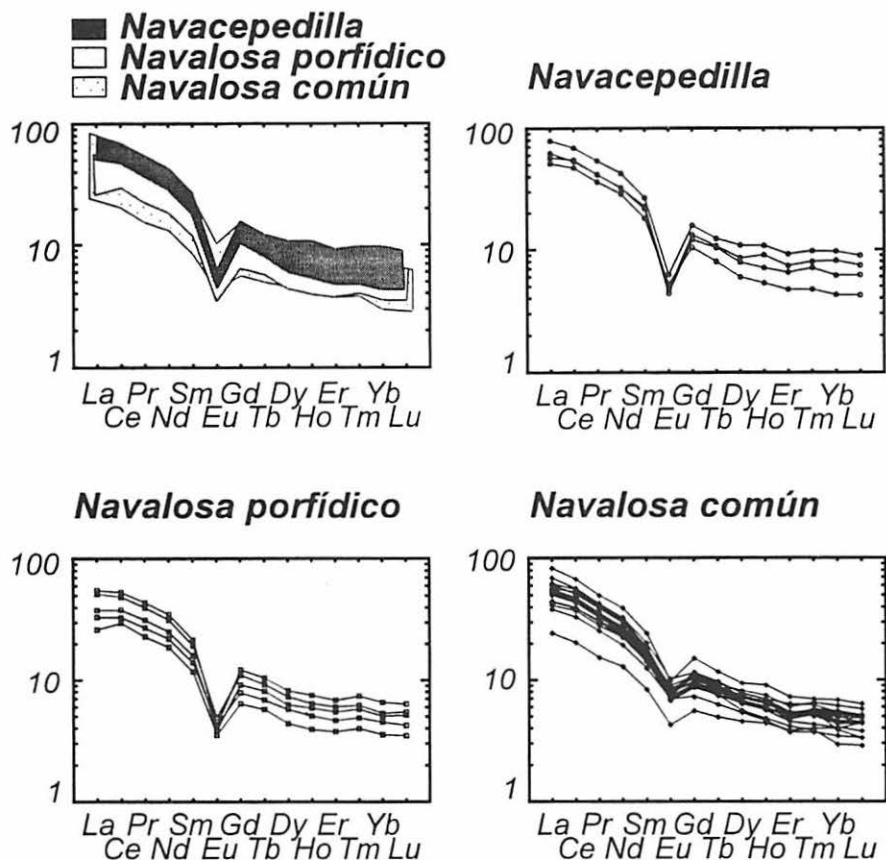 Navacepedilla
Navalosa porfídico
Navalosa común
100
10
1
La Pr Sm Gd Dy Er Yb
Ce Nd Eu Tb Ho Tm Lu
Navacepedilla
100
10
1
La Pr Sm Gd Dy Er Yb
Ce Nd Eu Tb Ho Tm Lu
Navalosa porfídico
100
10
1
La Pr Sm Gd Dy Er Yb
Ce Nd Eu Tb Ho Tm Lu
Navalosa común
100
10
1
La Pr Sm Gd Dy Er Yb
Ce Nd Eu Tb Ho Tm Lu